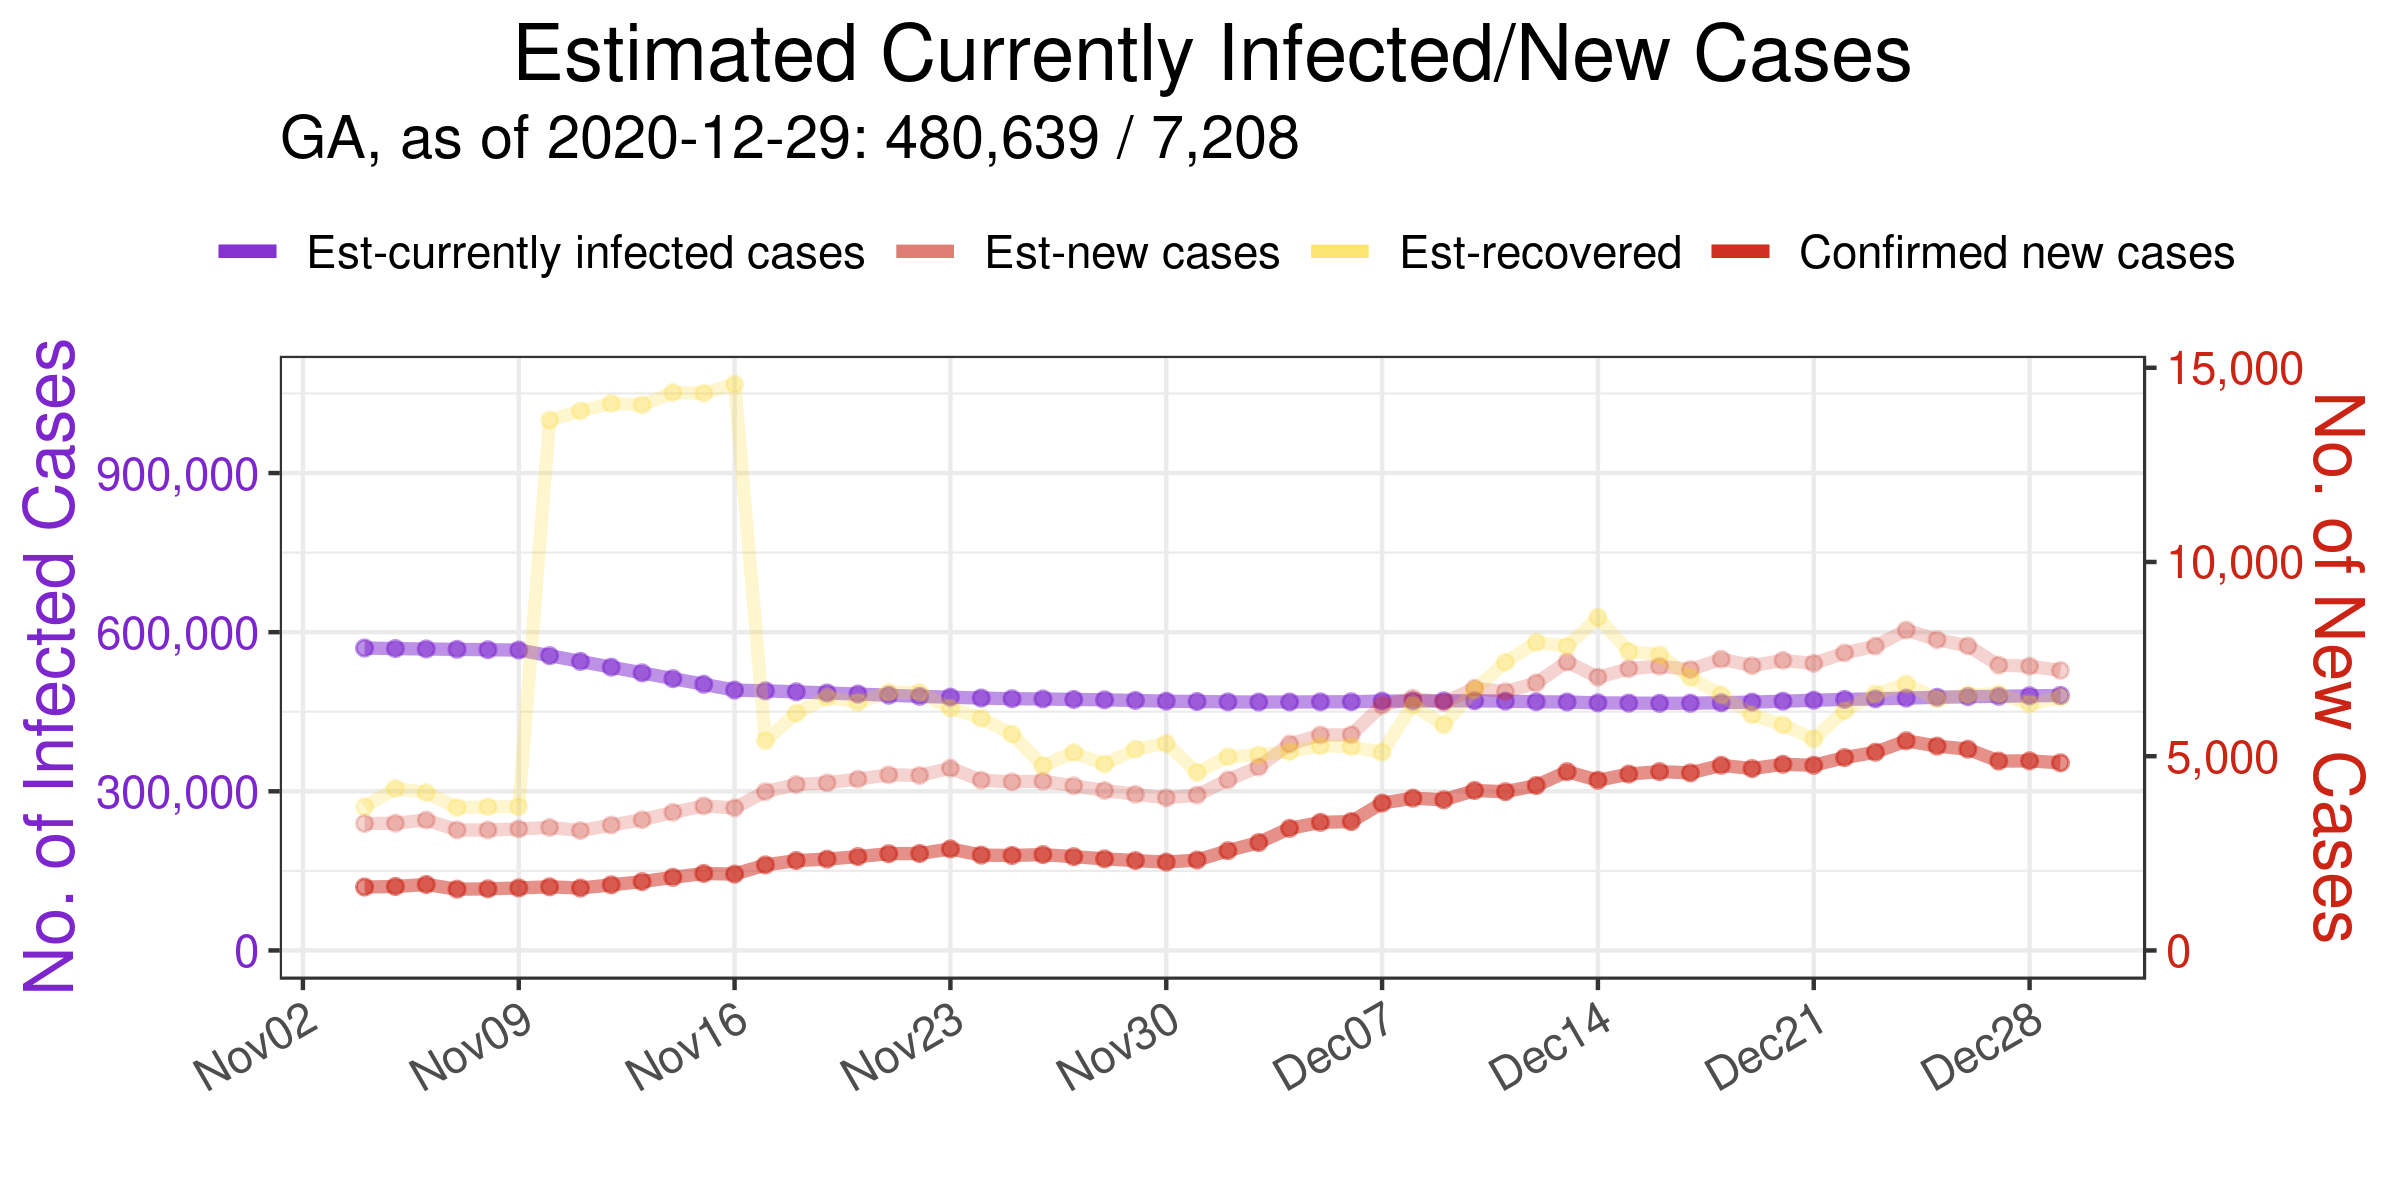 Estimated Currently Infected/New Cases
GA, as of 2020-12-29: 480,639 / 7,208
Est-currently infected cases Est-new cases Est-recovered Confirmed new cases
No. of Infected Cases
900,000
600,000
300,000
0
15,000
10,000
5,000
0
No. of New Cases
Nov02 Nov09 Nov16 Nov23 Nov30 Dec07 Dec14 Dec21 Dec28